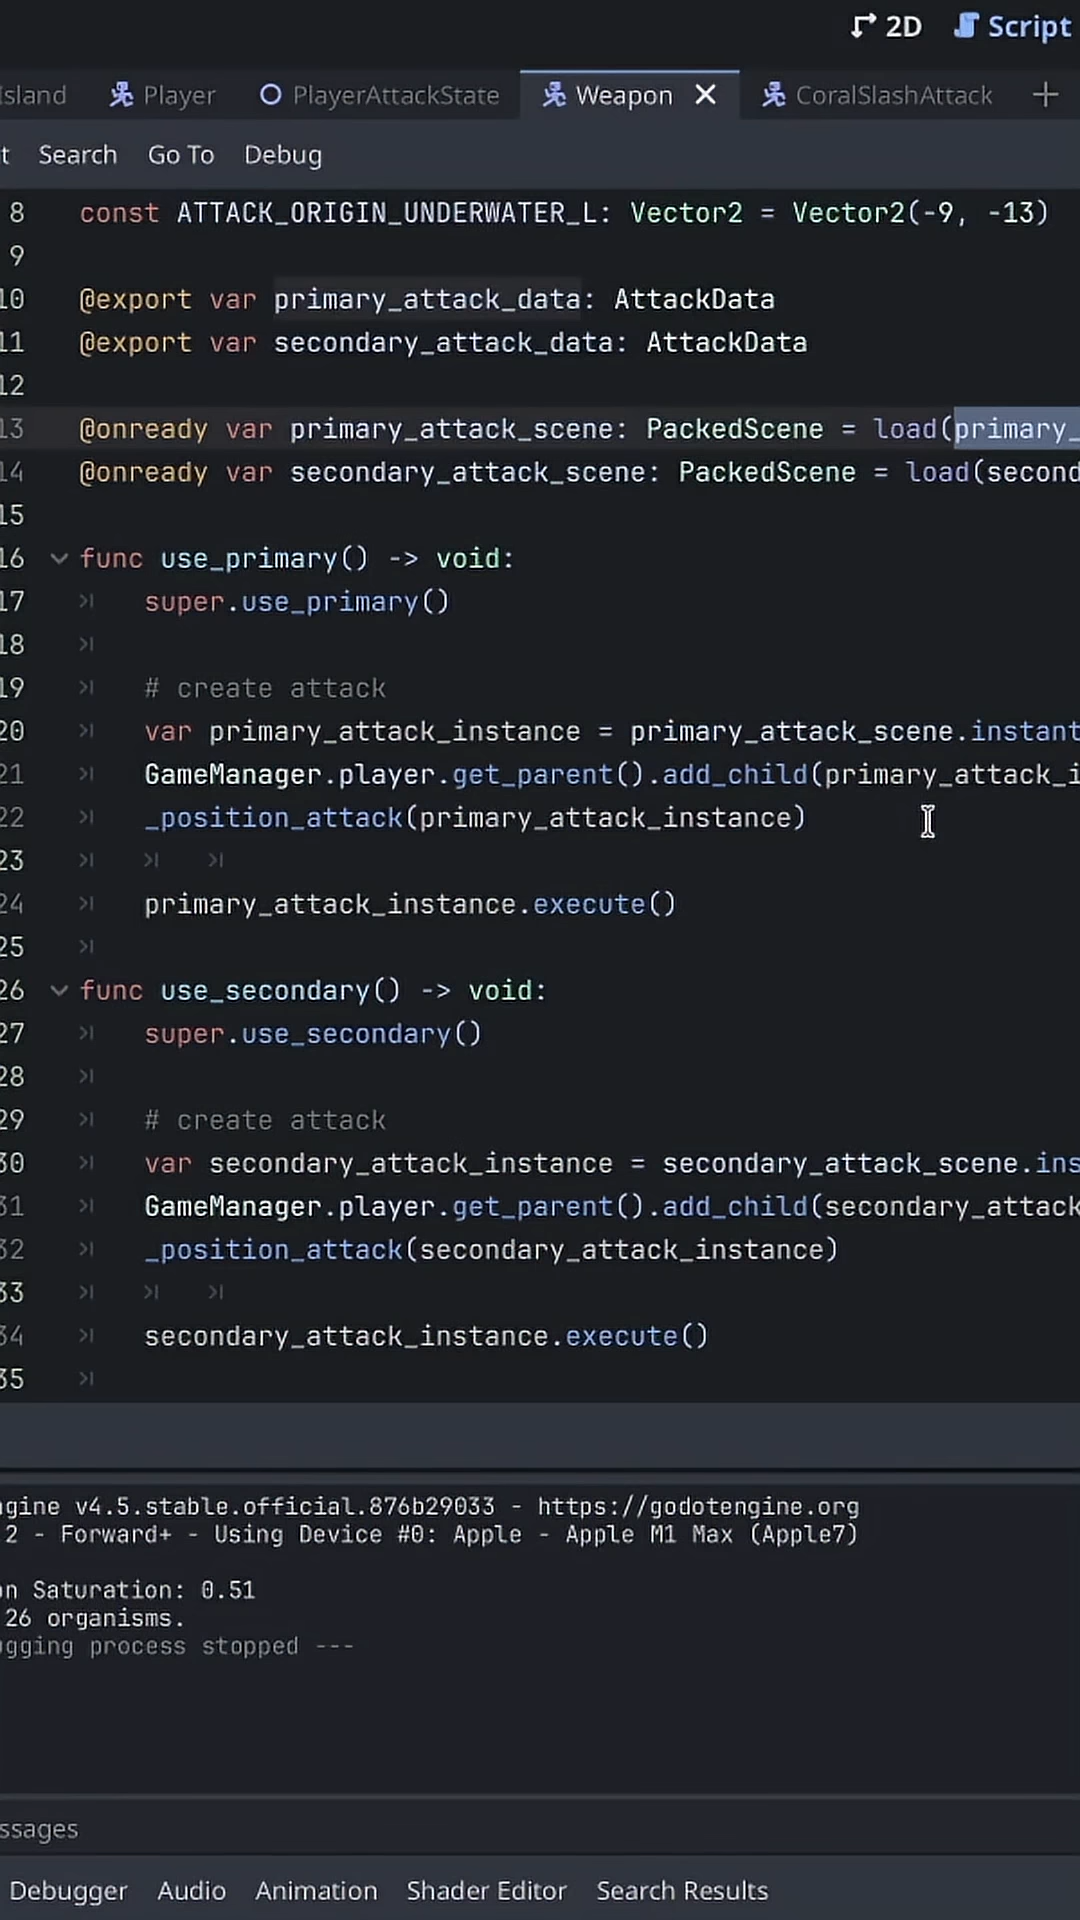 2D Script
Island Player PlayerAttackState Weapon CoralSlashAttack
t Search Go To Debug
8 const ATTACK_ORIGIN_UNDERWATER_L: Vector2 = Vector2(-9, -13)
9
10 @export var primary_attack_data: AttackData
11 @export var secondary_attack_data: AttackData
12
13 @onready var primary_attack_scene: PackedScene = load(primary_
14 @onready var secondary_attack_scene: PackedScene = load(second
15
16 func use_primary() -> void:
17 super.use_primary()
18
19 # create attack
20 var primary_attack_instance = primary_attack_scene.instant
21 GameManager.player.get_parent().add_child(primary_attack_i
22 _position_attack(primary_attack_instance)
23
24 primary_attack_instance.execute()
25
26 func use_secondary() -> void:
27 super.use_secondary()
28
29 # create attack
30 var secondary_attack_instance = secondary_attack_scene.ins
31 GameManager.player.get_parent().add_child(secondary_attack
32 _position_attack(secondary_attack_instance)
33
34 secondary_attack_instance.execute()
35
ngine v4.5.stable.official.876b29033 - https://godotengine.org
2 - Forward+ - Using Device #0: Apple - Apple M1 Max (Apple7)
on Saturation: 0.51
26 organisms.
ugging process stopped ---
ssages
Debugger Audio Animation Shader Editor Search Results